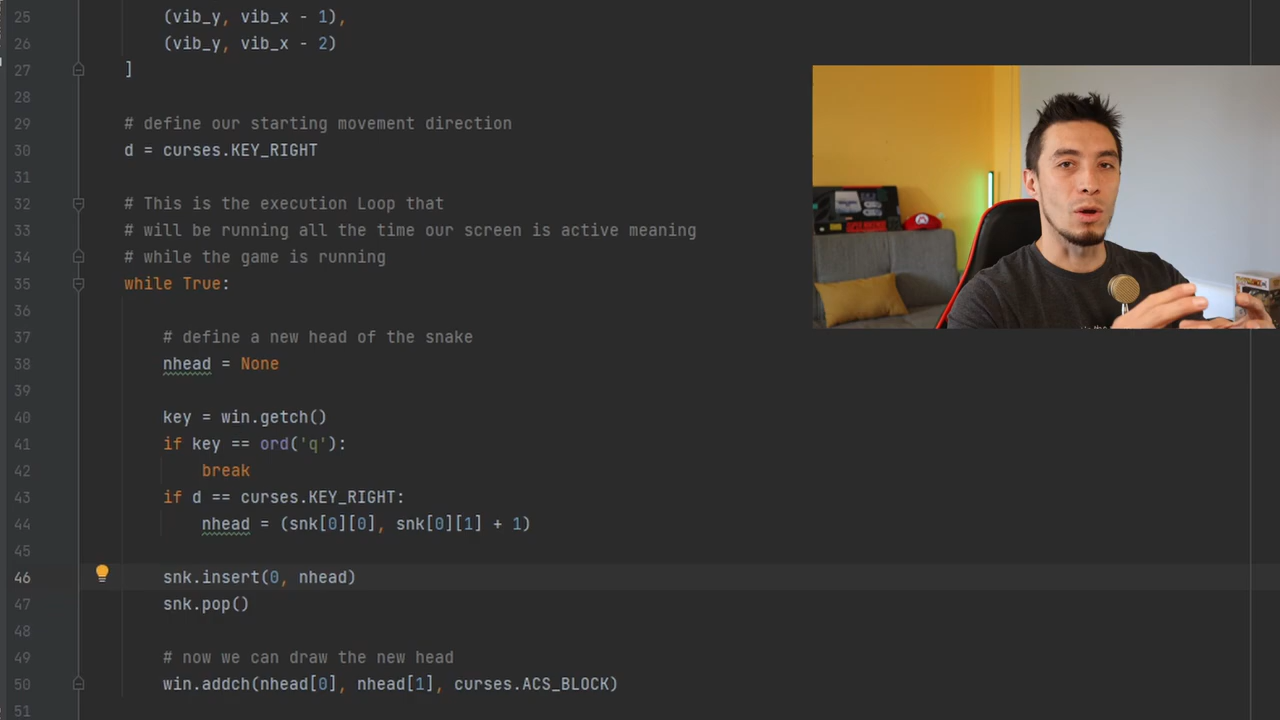 25 (vib_y, vib_x - 1),
26 (vib_y, vib_x - 2)
27 ]
28
29 # define our starting movement direction
30 d = curses.KEY_RIGHT
31
32 # This is the execution Loop that
33 # will be running all the time our screen is active meaning
34 # while the game is running
35 while True:
36
37 # define a new head of the snake
38 nhead = None
39
40 key = win.getch()
41 if key == ord('q'):
42 break
43 if d == curses.KEY_RIGHT:
44 nhead = (snk[0][0], snk[0][1] + 1)
45
46 snk.insert(0, nhead)
47 snk.pop()
48
49 # now we can draw the new head
50 win.addch(nhead[0], nhead[1], curses.ACS_BLOCK)
51